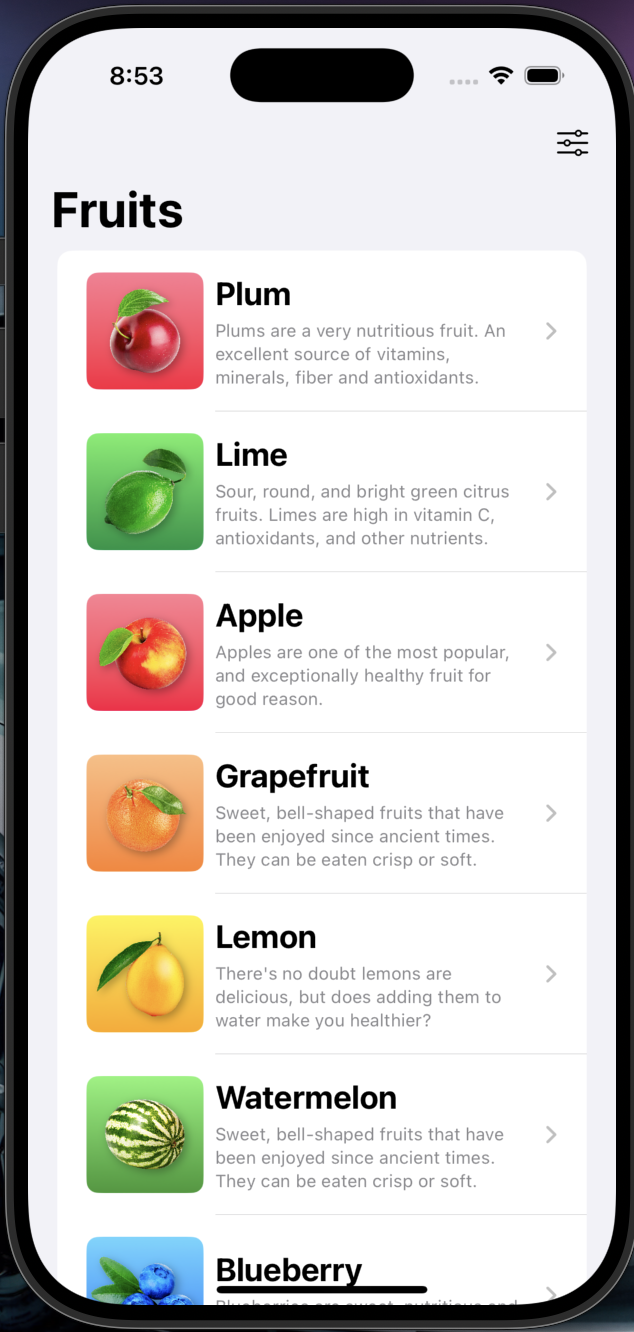 8:53
Fruits
Plum
Plums are a very nutritious fruit. An
excellent source of vitamins,
minerals, fiber and antioxidants.
Lime
Sour, round, and bright green citrus
fruits. Limes are high in vitamin C,
antioxidants, and other nutrients.
Apple
Apples are one of the most popular,
and exceptionally healthy fruit for
good reason.
Grapefruit
Sweet, bell-shaped fruits that have
been enjoyed since ancient times.
They can be eaten crisp or soft.
Lemon
There's no doubt lemons are
delicious, but does adding them to
water make you healthier?
Watermelon
Sweet, bell-shaped fruits that have
been enjoyed since ancient times.
They can be eaten crisp or soft.
Blueberry
Blueberries are sweet, nutritious and